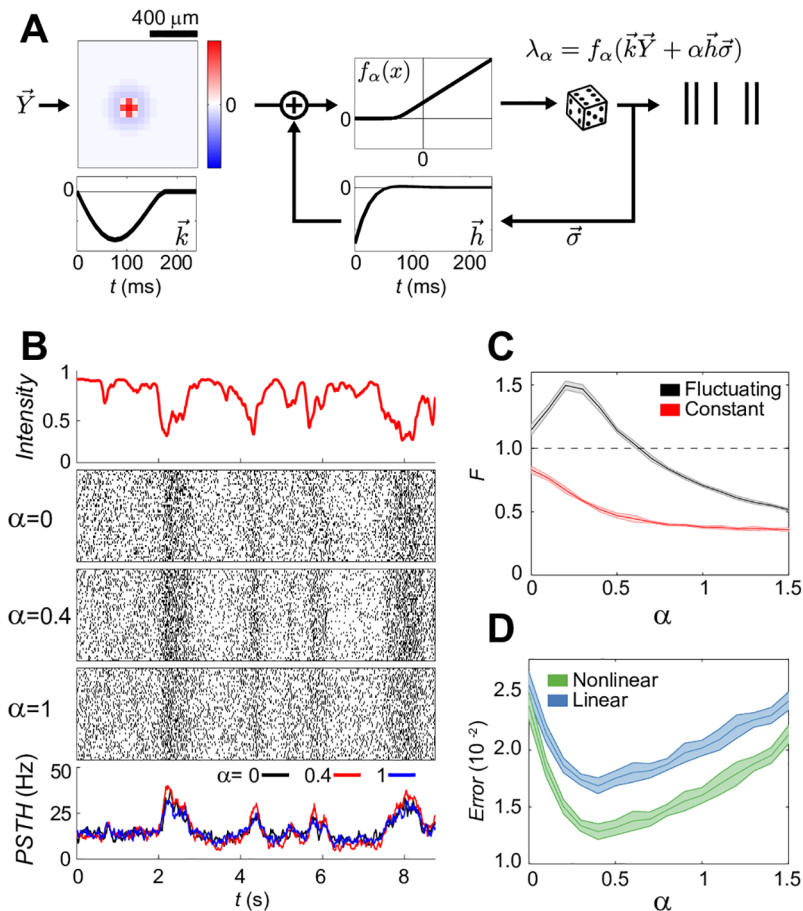 A
400 μm
λα = fα(k⃗Y⃗ + αh⃗σ⃗)
Y⃗
0
fα(x)
0
0
0
k⃗
0
h⃗
σ⃗
0 100 200
t (ms)
0 100 200
t (ms)
B
Intensity
1
0.5
0
α=0
α=0.4
α=1
PSTH (Hz)
50
25
0
α= 0 0.4 1
0 2 4 6 8
t (s)
C
F
1.5
1.0
0.5
0
Fluctuating
Constant
0 0.5 1 1.5
α
D
Error (10⁻²)
2.5
2.0
1.5
1.0
Nonlinear
Linear
0 0.5 1 1.5
α